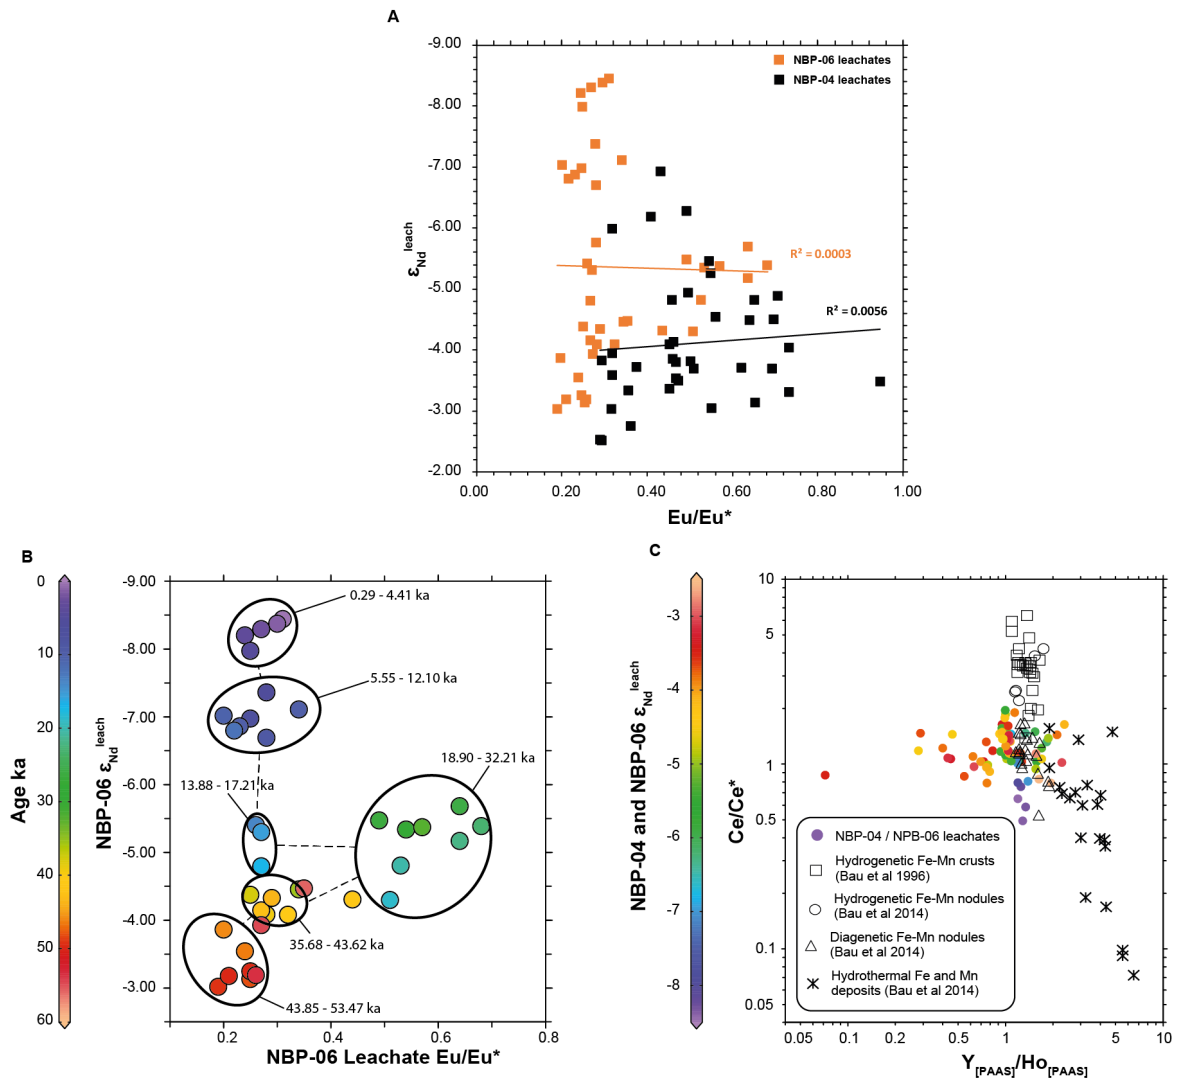 A
-9.00
-8.00
-7.00
-6.00
-5.00
-4.00
-3.00
-2.00
εNd leach
NBP-06 leachates
NBP-04 leachates
R² = 0.0003
R² = 0.0056
0.00 0.20 0.40 0.60 0.80 1.00
Eu/Eu*
B
Age ka
0
10
20
30
40
50
60
NBP-06 εNd leach
-9.00
-8.00
-7.00
-6.00
-5.00
-4.00
-3.00
0.29 - 4.41 ka
5.55 - 12.10 ka
18.90 - 32.21 ka
13.88 - 17.21 ka
35.68 - 43.62 ka
43.85 - 53.47 ka
0.2 0.4 0.6 0.8
NBP-06 Leachate Eu/Eu*
C
NBP-04 and NBP-06 εNd leach
-3
-4
-5
-6
-7
-8
Ce/Ce*
10
5
1
0.5
0.1
0.05
NBP-04 / NPB-06 leachates
Hydrogenetic Fe-Mn crusts
(Bau et al 1996)
Hydrogenetic Fe-Mn nodules
(Bau et al 2014)
Diagenetic Fe-Mn nodules
(Bau et al 2014)
Hydrothermal Fe and Mn
deposits (Bau et al 2014)
0.05 0.1 0.5 1 5 10
Y[PAAS]/Ho[PAAS]